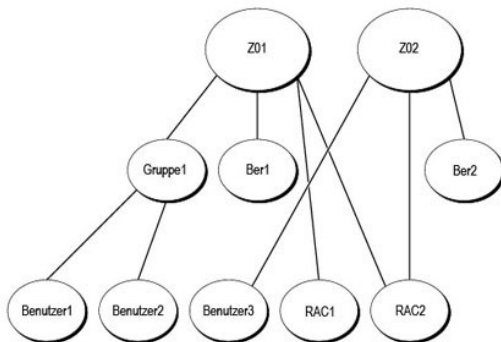 Z01
Z02
Gruppe1
Ber1
Ber2
Benutzer1
Benutzer2
Benutzer3
RAC1
RAC2